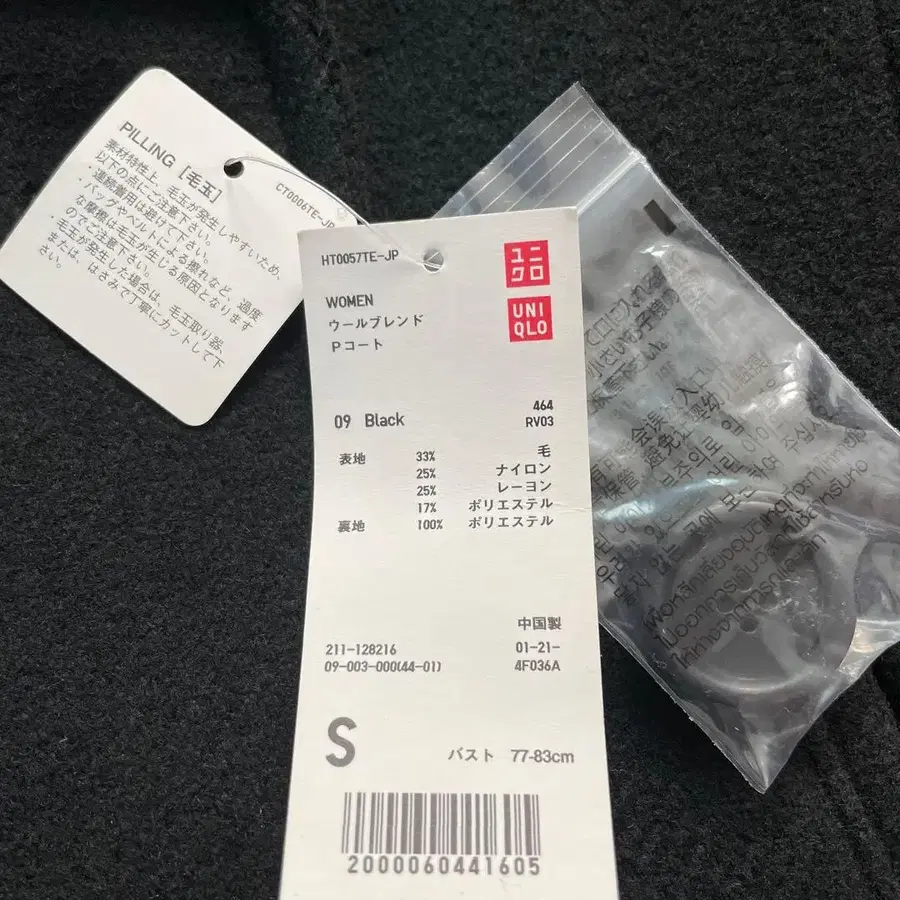 PILLING [毛玉]
素材特性上、毛玉が発生しやすいため、
以下の点にご注意下さい。
・連続着用は避けて下さい。
・バッグやベルトによる擦れなど、過度
な摩擦は毛玉が生じる原因となります
のでご注意下さい。
・毛玉が発生した場合は、毛玉取り器、
または、はさみで丁寧にカットして下
さい。
CT0006TE-JP
HT0057TE-JP
ユニ
クロ
UNI
QLO
WOMEN
ウールブレンド
Pコート
09 Black
464
RV03
表地 33% 毛
25% ナイロン
25% レーヨン
17% ポリエステル
裏地 100% ポリエステル
中国製
211-128216 01-21-
09-003-000(44-01) 4F036A
S
バスト 77-83cm
2000060441605